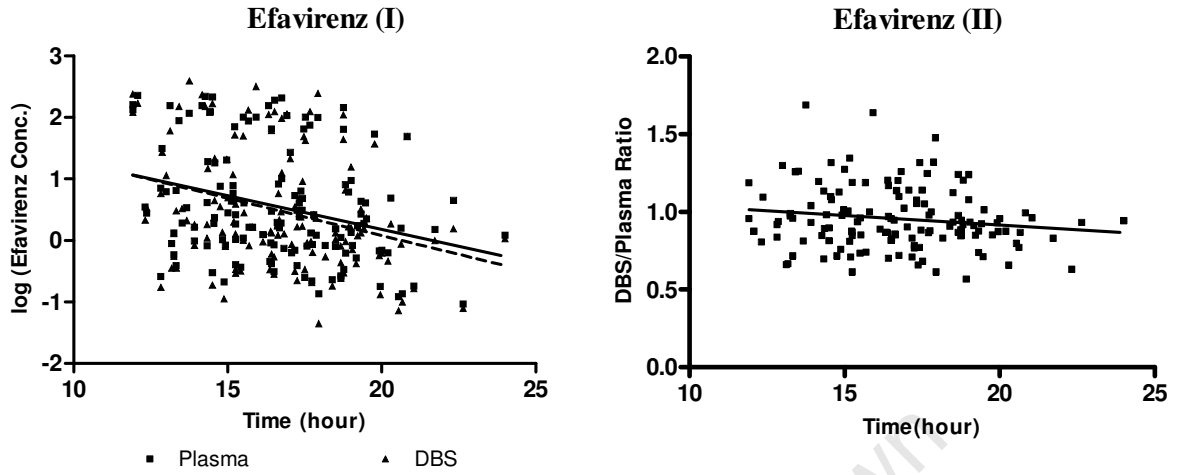 Efavirenz (I)
3
2
1
0
-1
-2
log (Efavirenz Conc.)
10 15 20 25
Time (hour)
Plasma DBS
Efavirenz (II)
2.0
1.5
1.0
0.5
0.0
DBS/Plasma Ratio
10 15 20 25
Time(hour)
wn